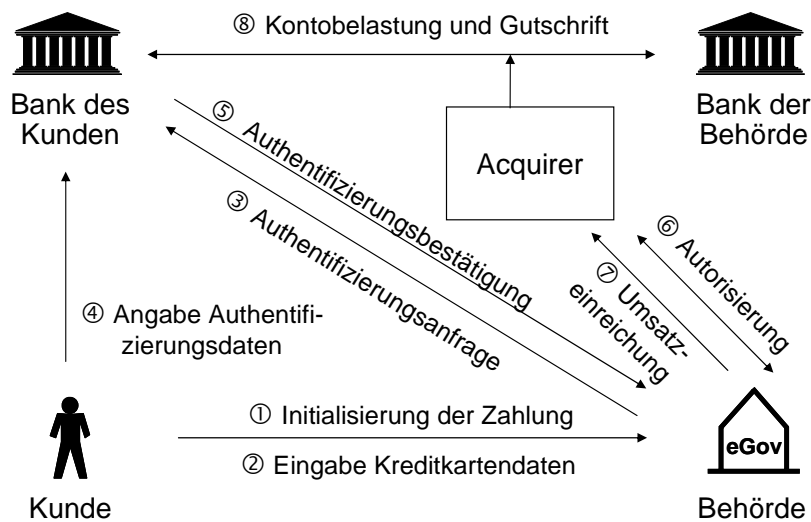 ⑧ Kontobelastung und Gutschrift
Bank des
Kunden
Bank der
Behörde
Acquirer
⑤ Authentifizierungsbestätigung
③ Authentifizierungsanfrage
⑥ Autorisierung
⑦ Umsatz-
einreichung
④ Angabe Authentifi-
zierungsdaten
① Initialisierung der Zahlung
② Eingabe Kreditkartendaten
eGov
Kunde
Behörde